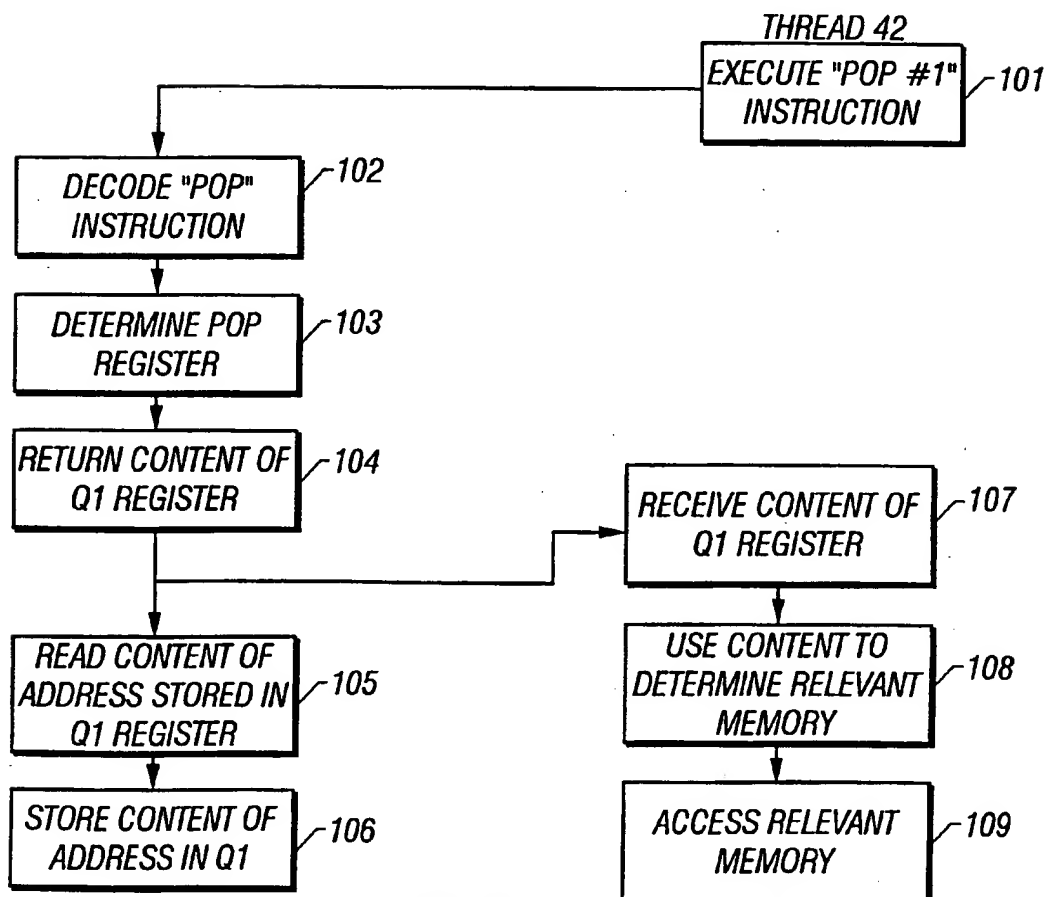 THREAD 42
EXECUTE "POP #1"
INSTRUCTION
101
DECODE "POP"
INSTRUCTION
102
DETERMINE POP
REGISTER
103
RETURN CONTENT OF
Q1 REGISTER
104
RECEIVE CONTENT OF
Q1 REGISTER
107
READ CONTENT OF
ADDRESS STORED IN
Q1 REGISTER
105
USE CONTENT TO
DETERMINE RELEVANT
MEMORY
108
STORE CONTENT OF
ADDRESS IN Q1
106
ACCESS RELEVANT
MEMORY
109